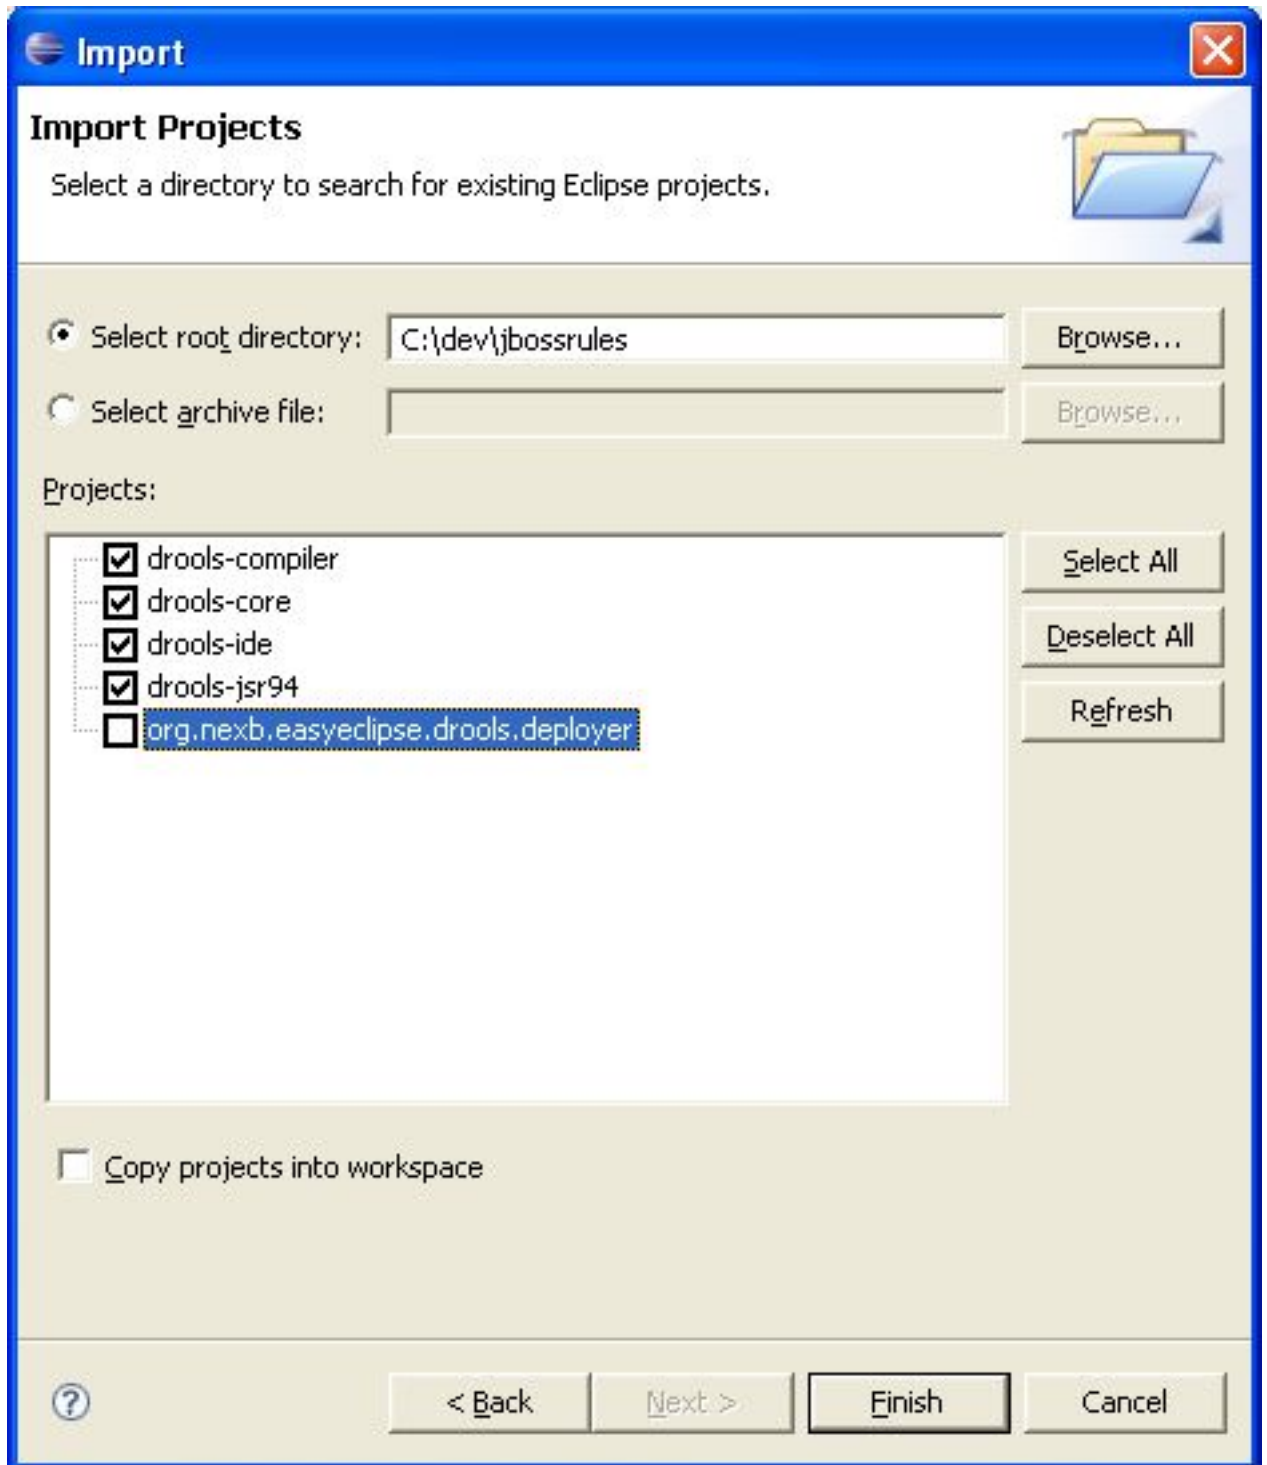 Import
Import Projects
Select a directory to search for existing Eclipse projects.
Select root directory: C:\dev\jbossrules Browse...
Select archive file: Browse...
Projects:
drools-compiler
Select All
drools-core
drools-ide
Deselect All
drools-jsr94
Refresh
org.nexb.easyeclipse.drools.deployer
Copy projects into workspace
? < Back Next > Finish Cancel